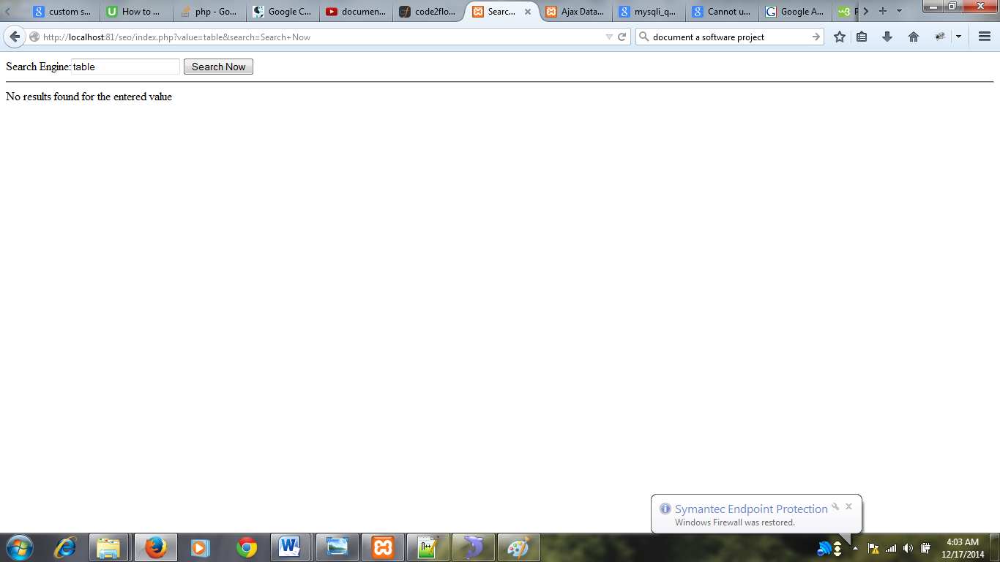 custom s... How to ... php - Go... Google C... documen... code2flo... Searc... Ajax Data... mysqli_q... Cannot u... Google A...
http://localhost:81/seo/index.php?value=table&search=Search+Now document a software project
Search Engine: table Search Now
No results found for the entered value
Symantec Endpoint Protection
Windows Firewall was restored.
4:03 AM
12/17/2014